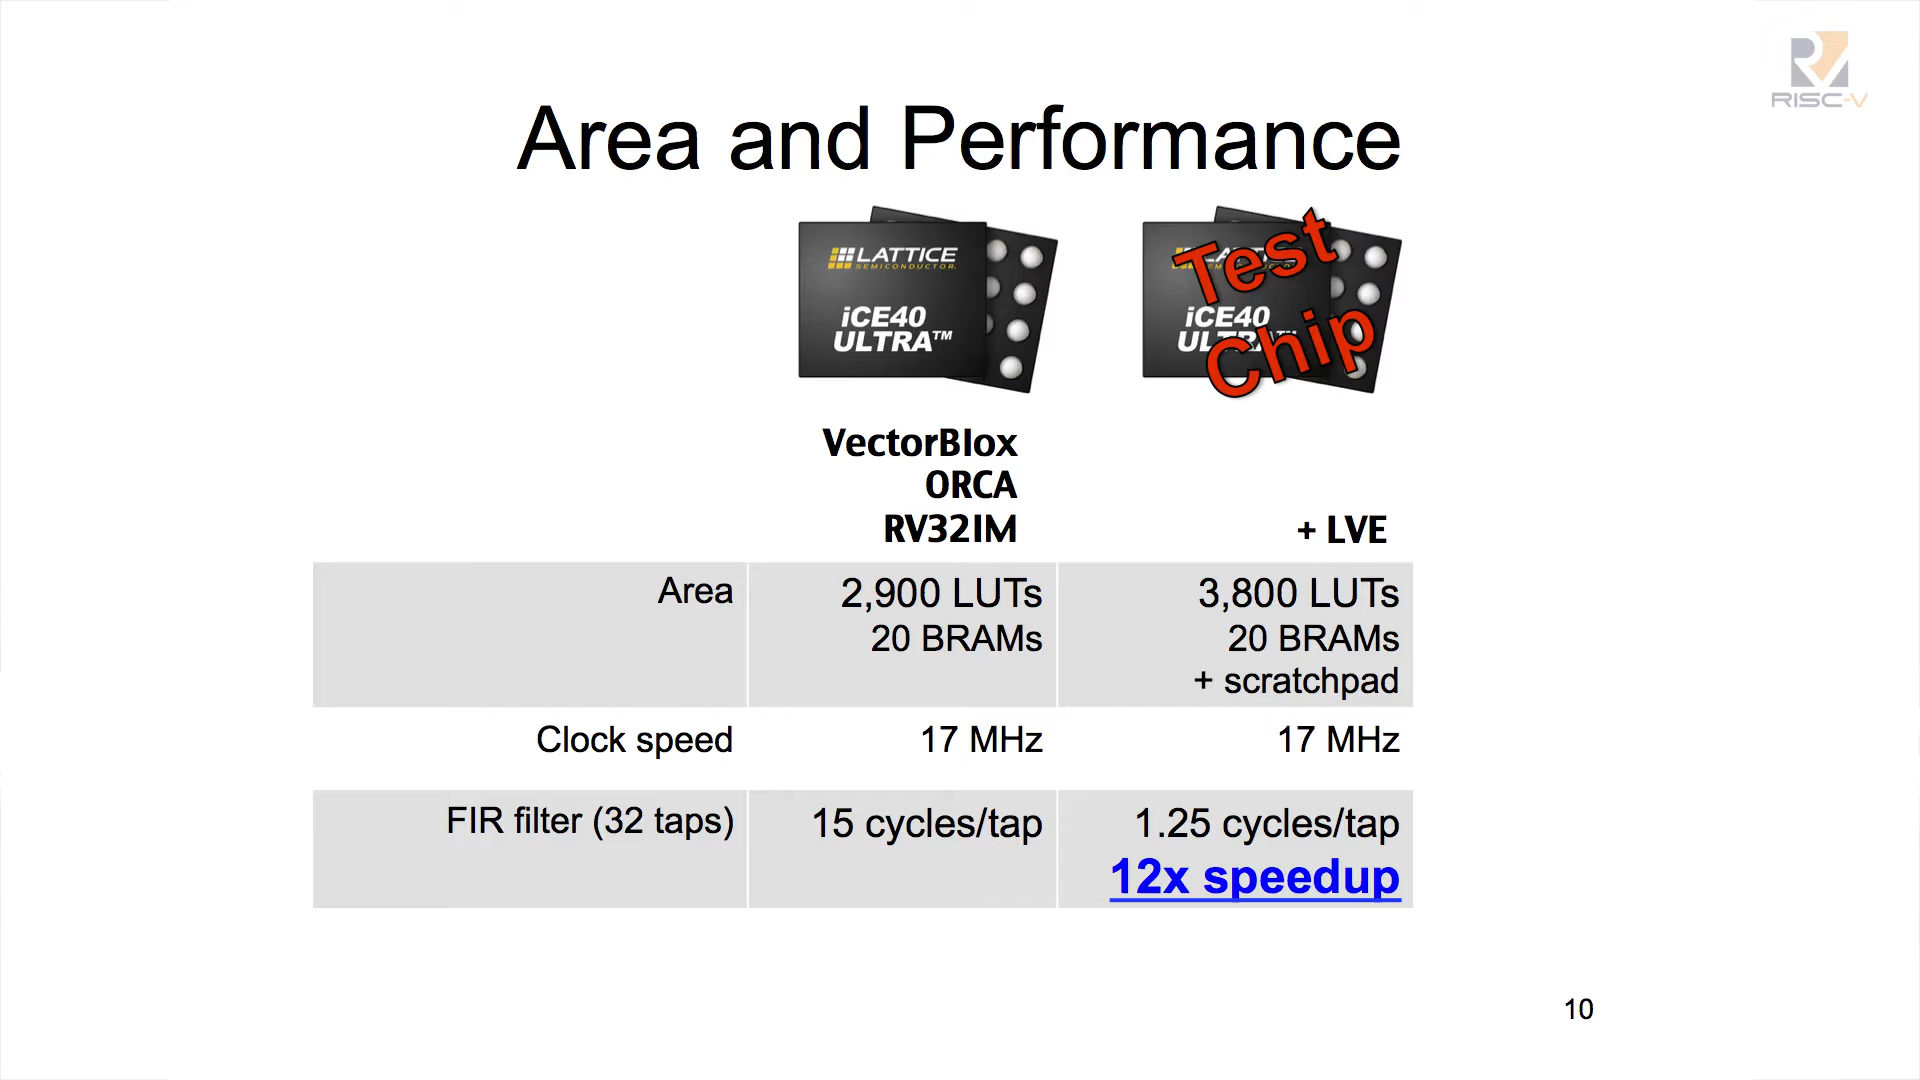 RISC-V
Area and Performance
LATTICE
SEMICONDUCTOR
iCE40
ULTRA™
Test
Chip
iCE40
VectorBlox
ORCA
RV32IM
+ LVE
Area
2,900 LUTs
20 BRAMs
3,800 LUTs
20 BRAMs
+ scratchpad
Clock speed
17 MHz
17 MHz
FIR filter (32 taps)
15 cycles/tap
1.25 cycles/tap
12x speedup
10